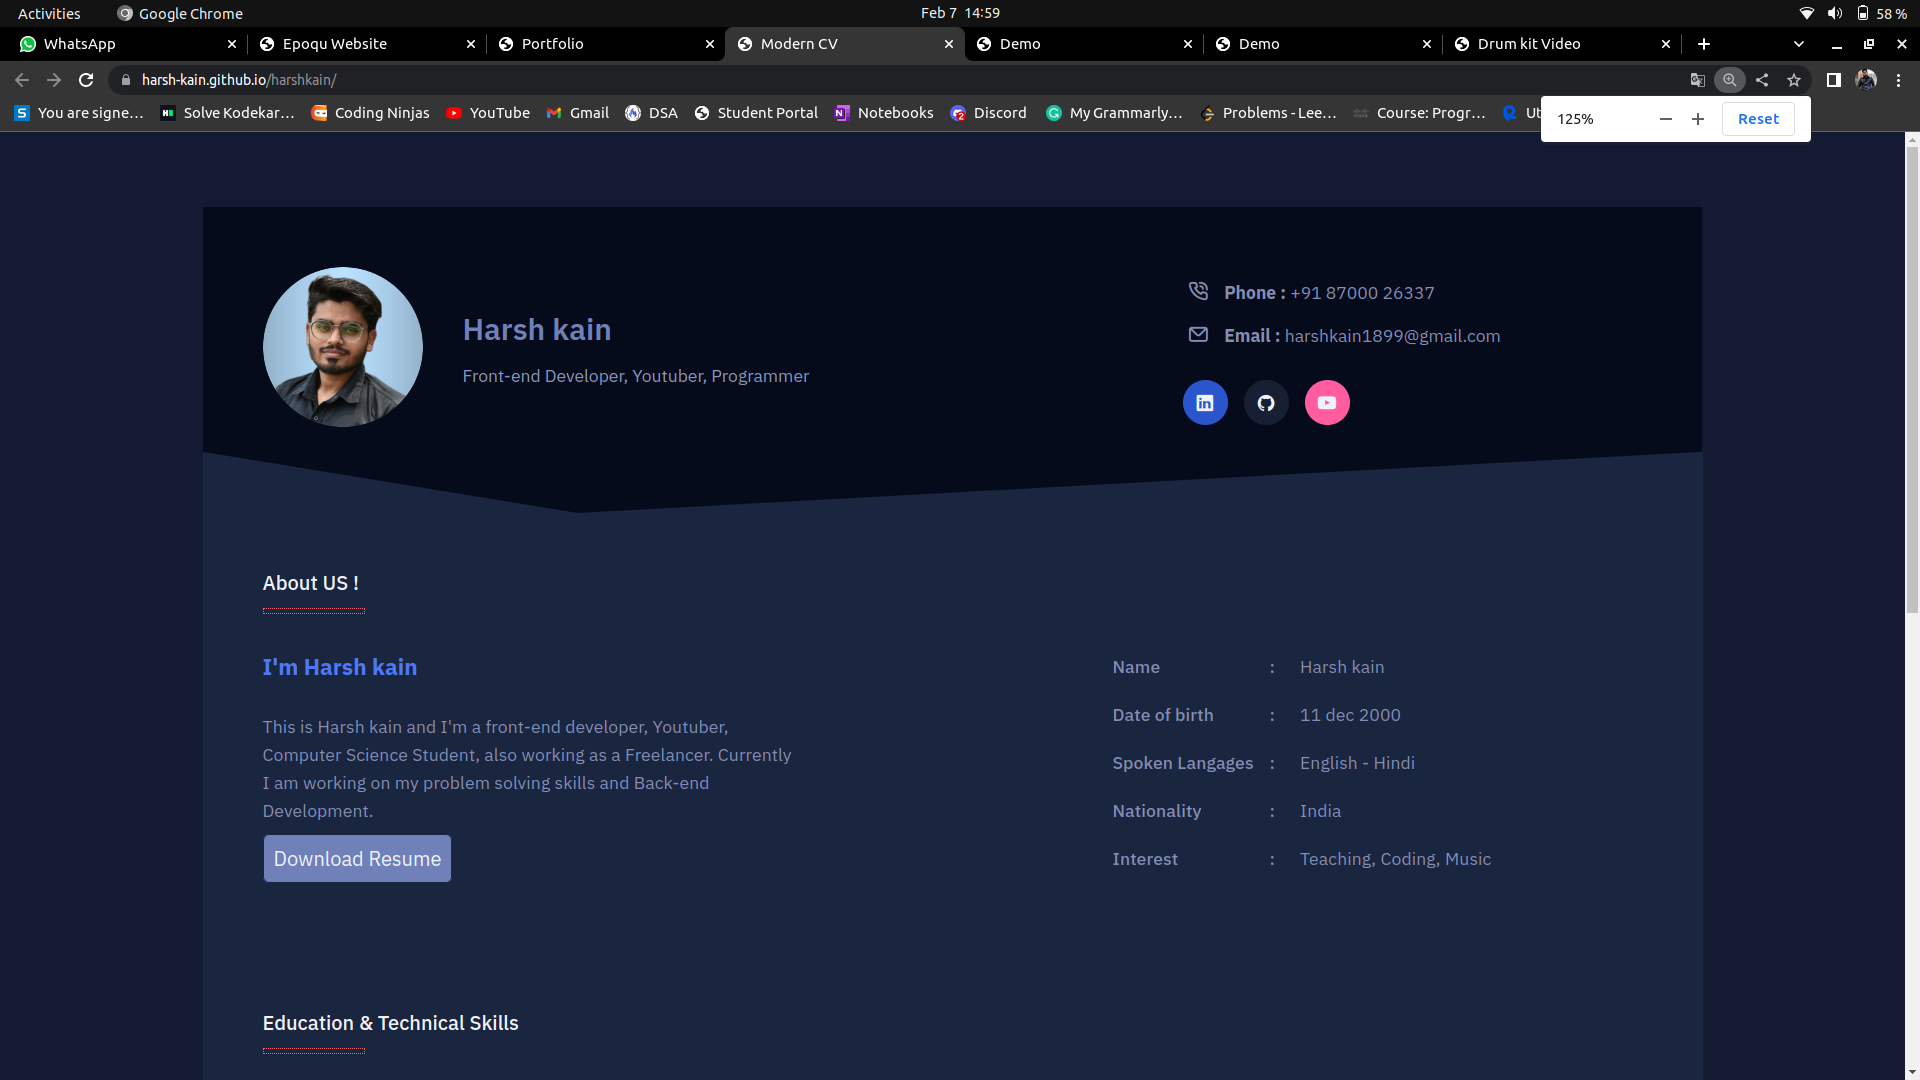 Activities Google Chrome Feb 7 14:59 58 %
WhatsApp Epoqu Website Portfolio Modern CV Demo Demo Drum kit Video
harsh-kain.github.io/harshkain/
You are signe… Solve Kodekar… Coding Ninjas YouTube Gmail DSA Student Portal Notebooks Discord My Grammarly… Problems - Lee… Course: Progr… Ut
125% Reset
Harsh kain
Front-end Developer, Youtuber, Programmer
Phone : +91 87000 26337
Email : harshkain1899@gmail.com
About US !
I'm Harsh kain
This is Harsh kain and I'm a front-end developer, Youtuber,
Computer Science Student, also working as a Freelancer. Currently
I am working on my problem solving skills and Back-end
Development.
Download Resume
Name : Harsh kain
Date of birth : 11 dec 2000
Spoken Langages : English - Hindi
Nationality : India
Interest : Teaching, Coding, Music
Education & Technical Skills